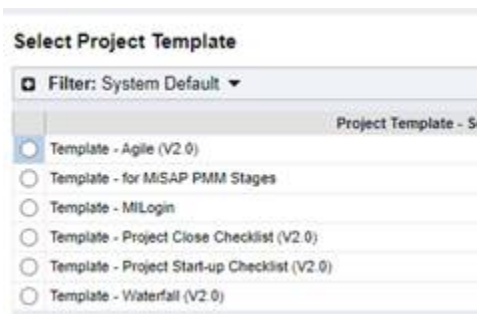 Select Project Template
Filter: System Default
Project Template - S
Template - Agile (V2.0)
Template - for MiSAP PMM Stages
Template - MILogin
Template - Project Close Checklist (V2.0)
Template - Project Start-up Checklist (V2.0)
Template - Waterfall (V2.0)